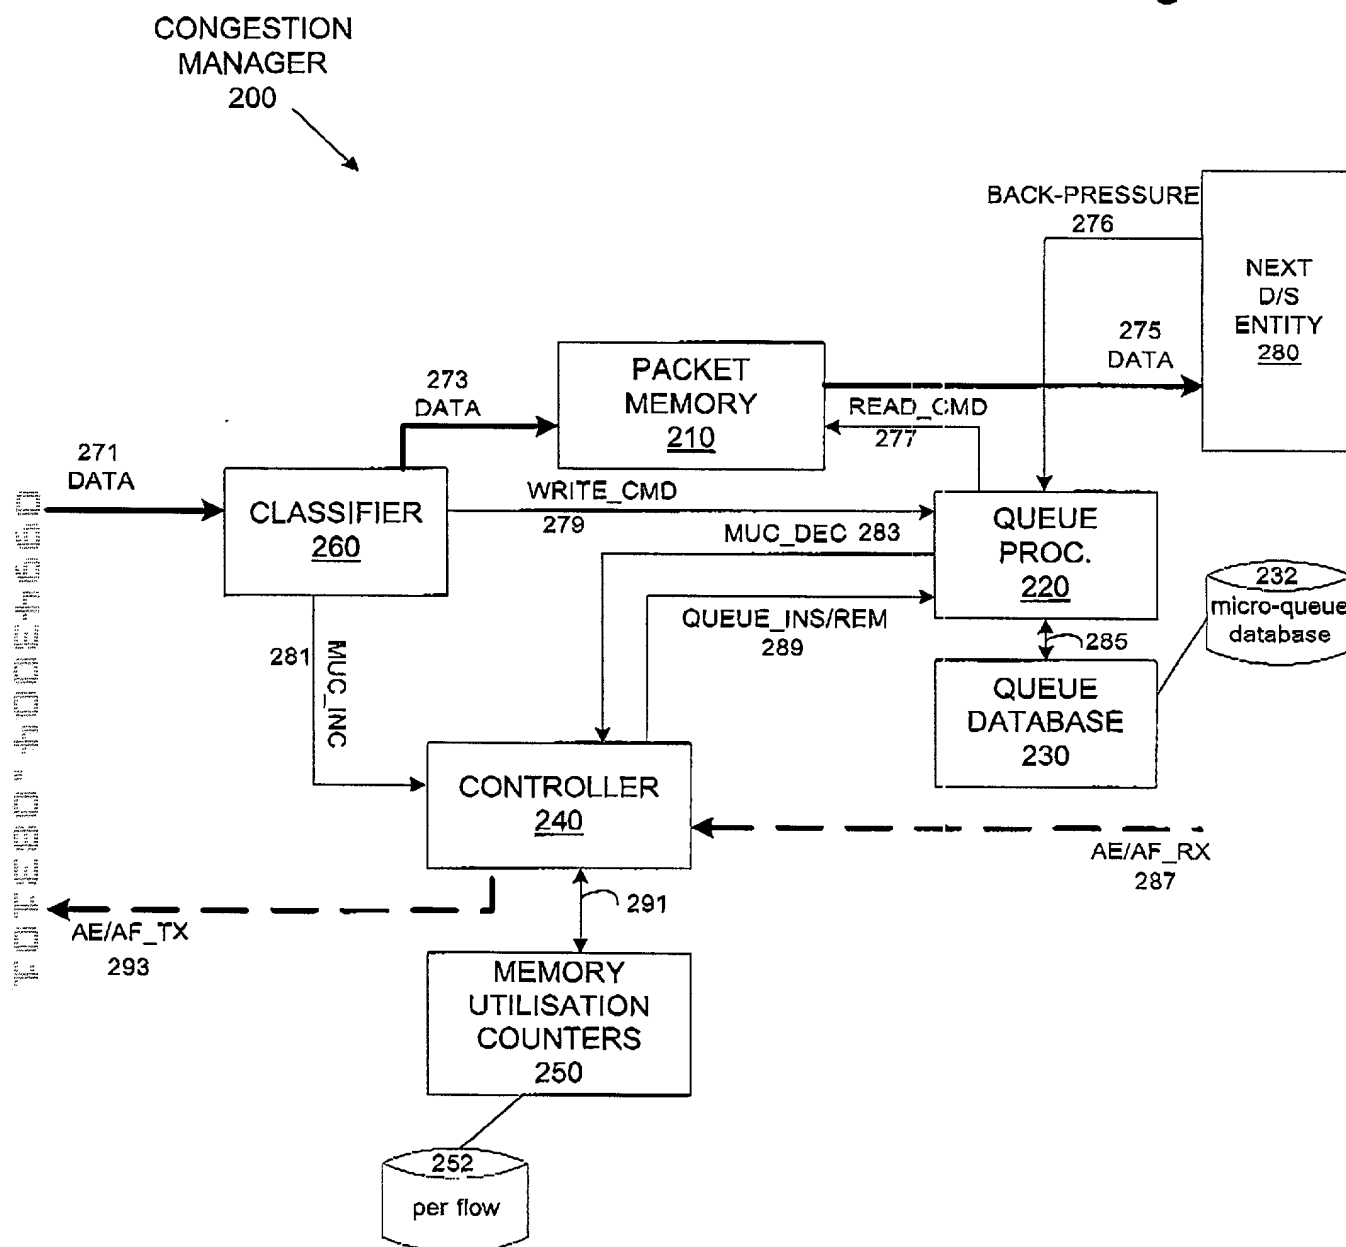 CONGESTION
MANAGER
200
BACK-PRESSURE
276
NEXT
D/S
ENTITY
280
275
DATA
PACKET
MEMORY
210
273
DATA
READ_CMD
277
271
DATA
CLASSIFIER
260
WRITE_CMD
279
MUC_DEC 283
QUEUE
PROC.
220
232
micro-queue
database
QUEUE_INS/REM
289
285
281
MUC_INC
QUEUE
DATABASE
230
CONTROLLER
240
AE/AF_RX
287
291
AE/AF_TX
293
MEMORY
UTILISATION
COUNTERS
250
252
per flow